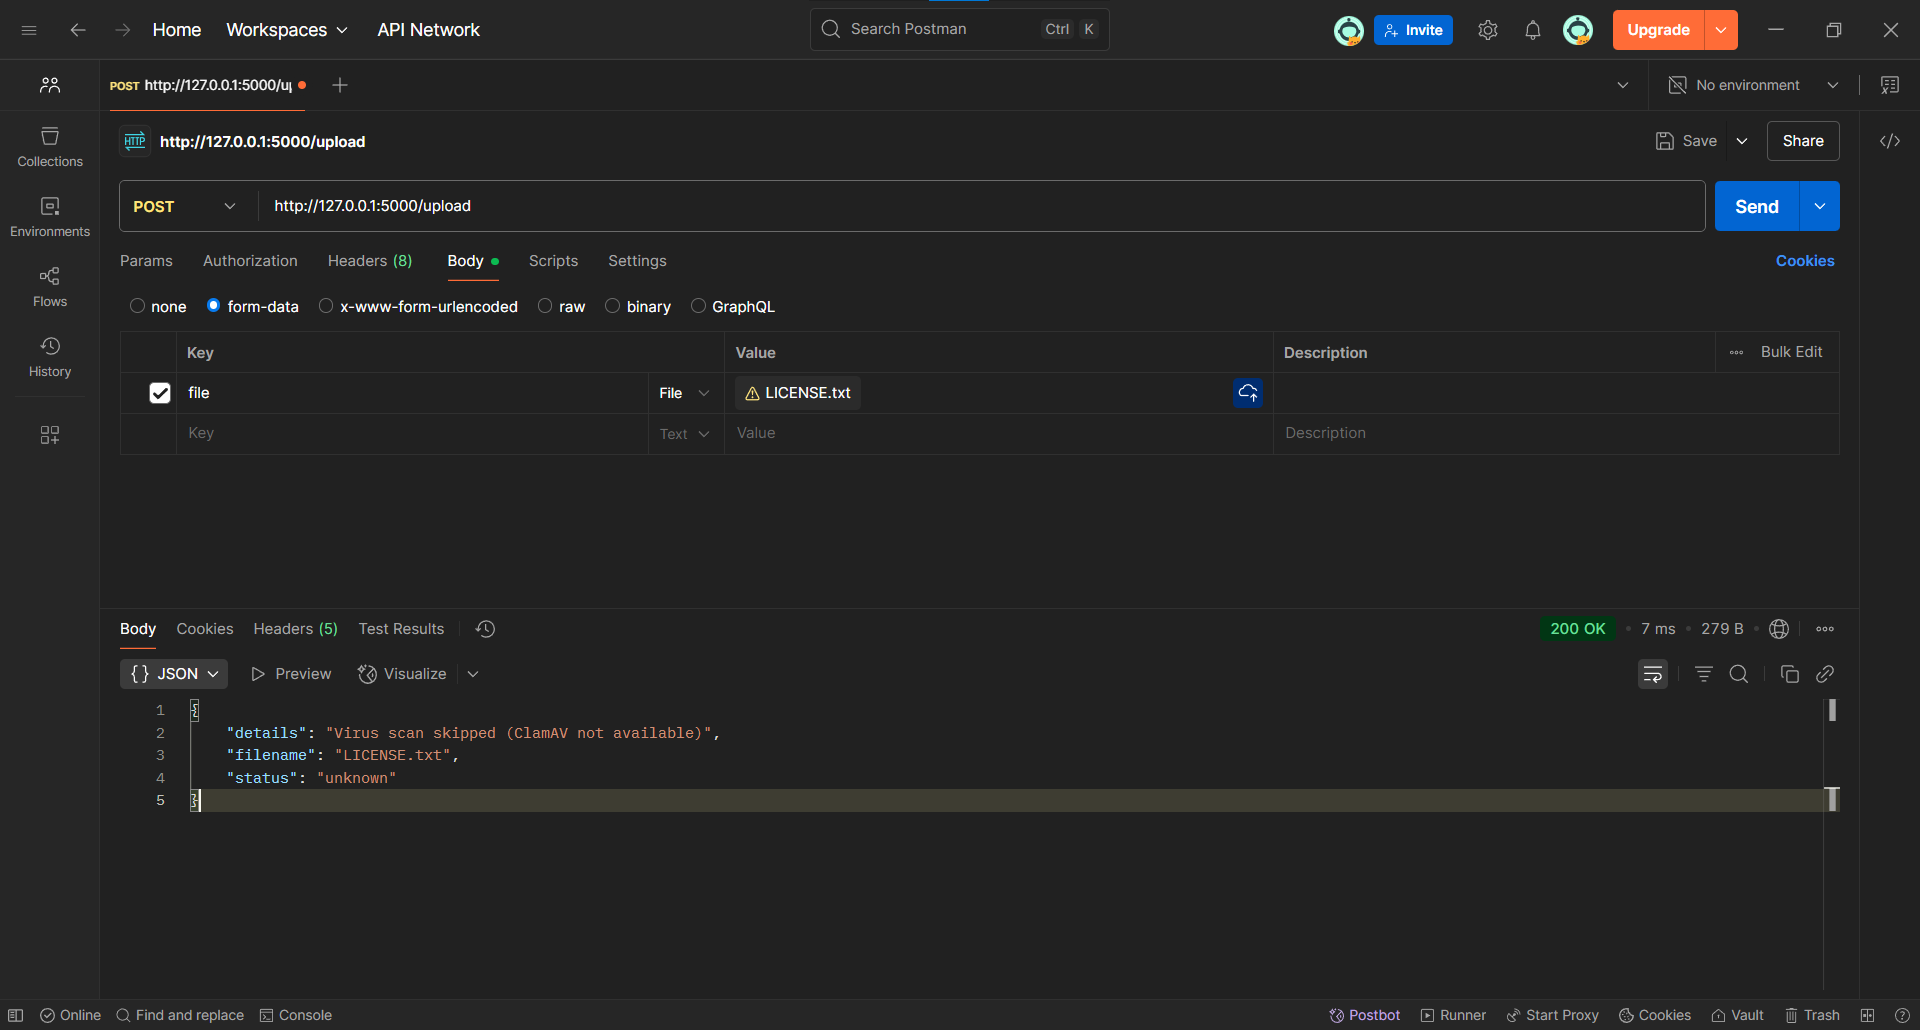 Home Workspaces API Network Search Postman Ctrl K Invite Upgrade
POST http://127.0.0.1:5000/u No environment
HTTP http://127.0.0.1:5000/upload Save Share
Collections
POST http://127.0.0.1:5000/upload Send
Environments
Params Authorization Headers (8) Body Scripts Settings Cookies
Flows
none form-data x-www-form-urlencoded raw binary GraphQL
Key Value Description Bulk Edit
History
file File LICENSE.txt
Key Text Value Description
Body Cookies Headers (5) Test Results 200 OK 7 ms 279 B
{} JSON Preview Visualize
1 {
2 "details": "Virus scan skipped (ClamAV not available)",
3 "filename": "LICENSE.txt",
4 "status": "unknown"
5 }
Online Find and replace Console Postbot Runner Start Proxy Cookies Vault Trash